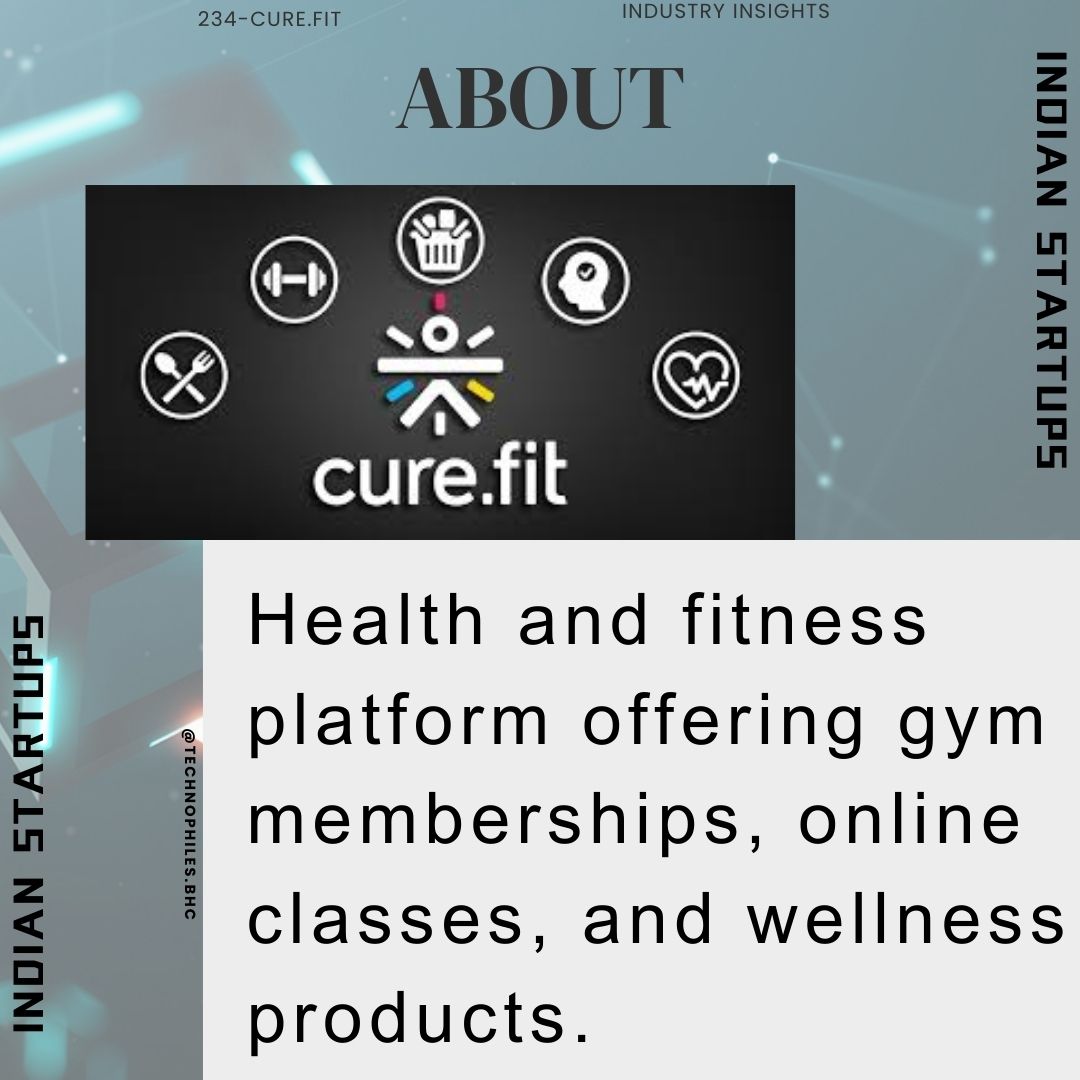 234-CURE.FIT
INDUSTRY INSIGHTS
ABOUT
INDIAN STARTUPS
cure.fit
Health and fitness
platform offering gym
memberships, online
classes, and wellness
products.
INDIAN STARTUPS
@TECHNOPHILES.BHC